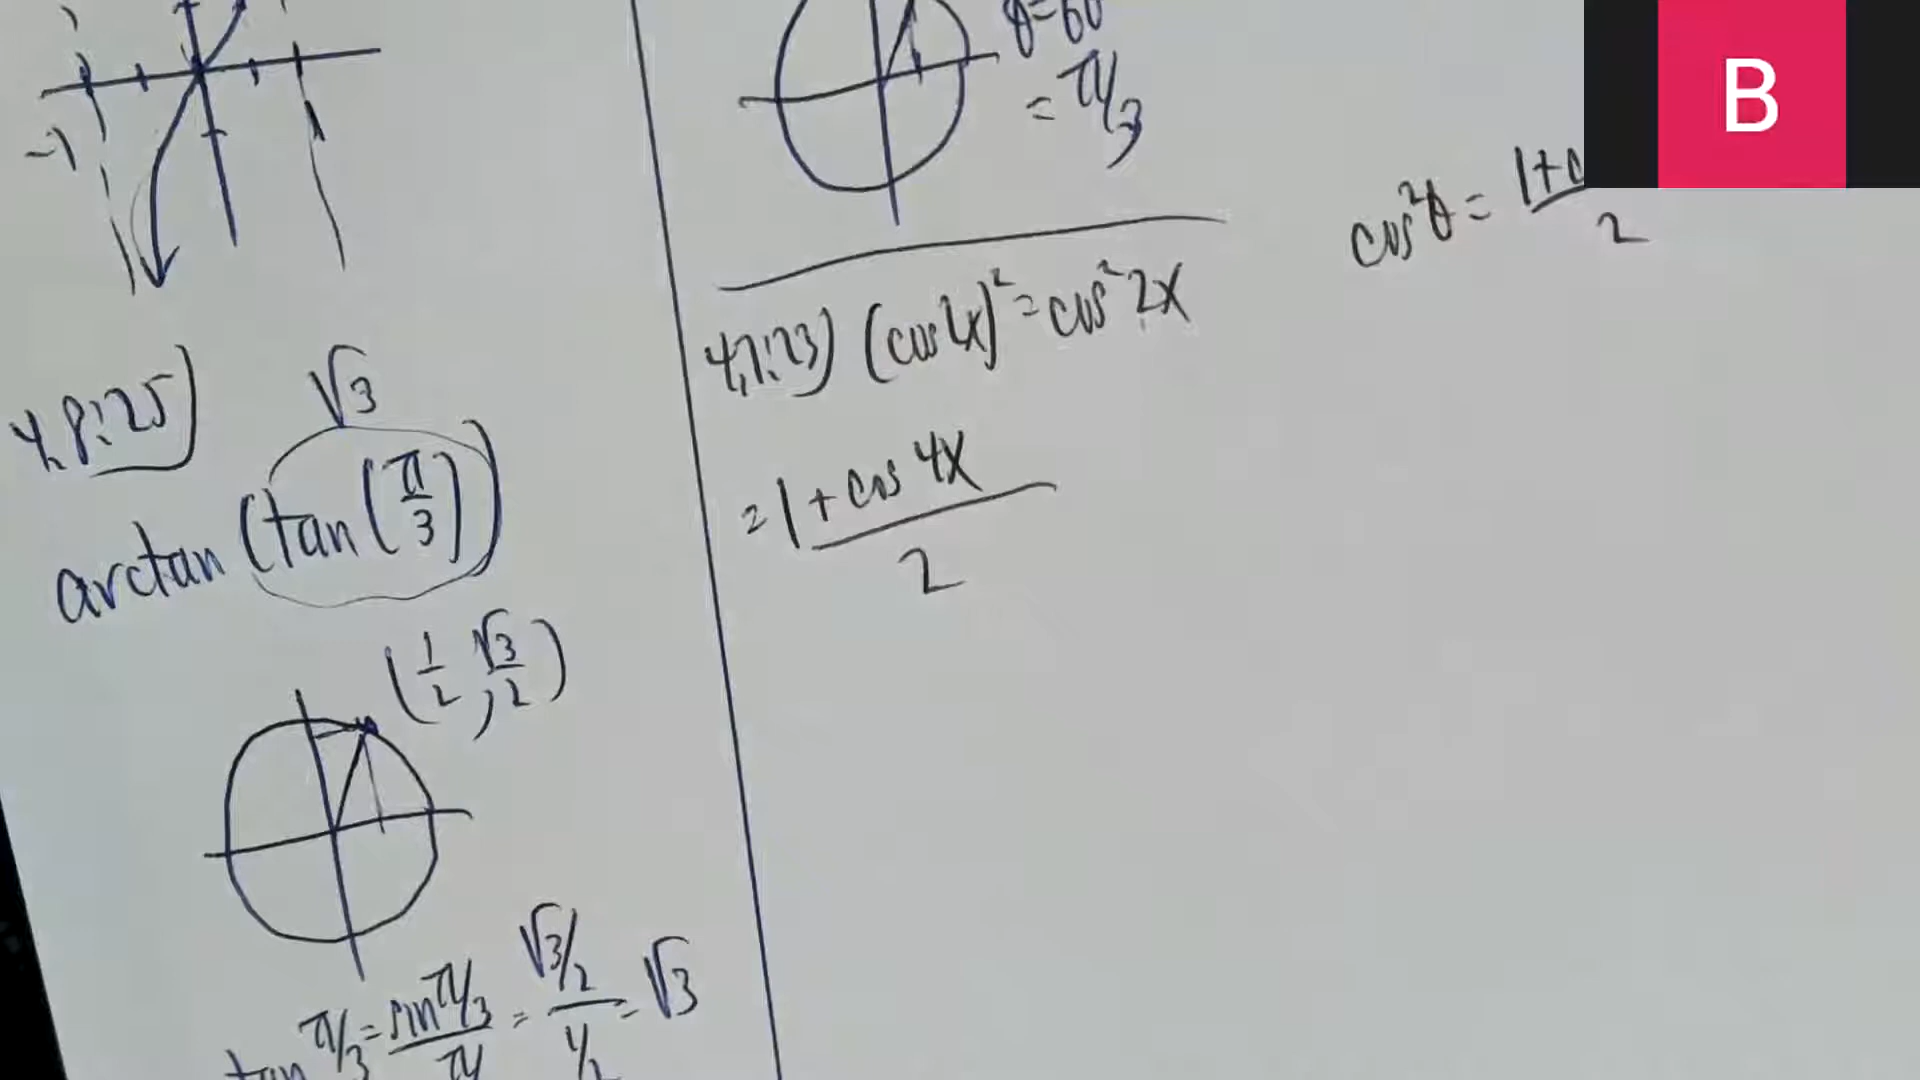 -1
4.8:25)
√3
arctan (tan (π/3))
(1/2, √3/2)
tan π/3 = sin π/3 / π = √3/2 / 1/2 = √3
θ=60
= π/3
4.7:23) (cos 2x)² = cos² 2x
= 1 + cos 4x / 2
cos²θ = 1+c / 2
B